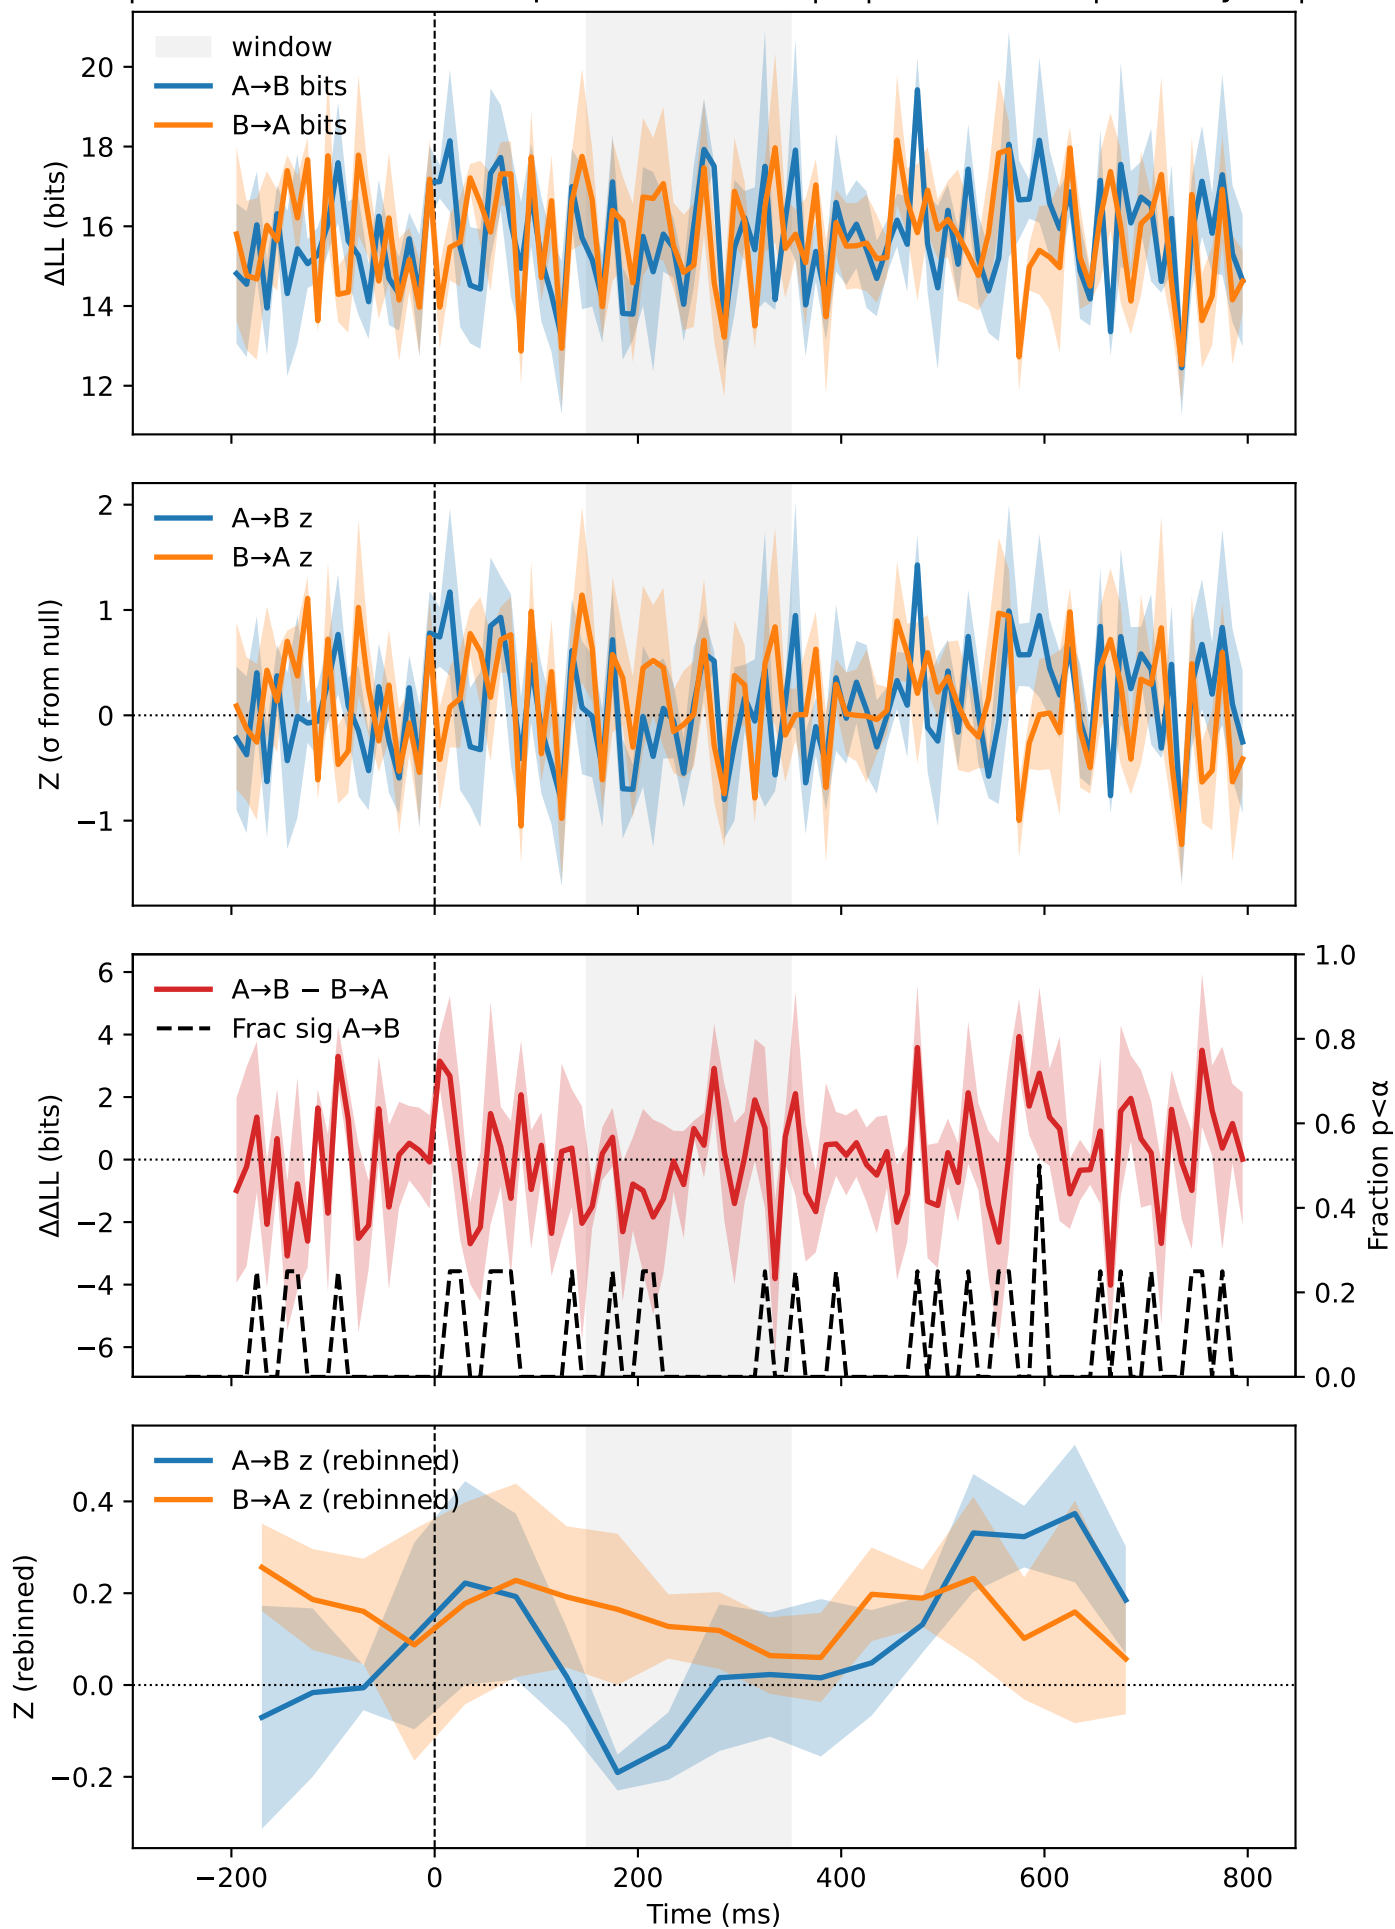 window
A→B bits
B→A bits
ΔLL (bits)
20
18
16
14
12
A→B z
B→A z
Z (σ from null)
2
1
0
−1
A→B − B→A
Frac sig A→B
ΔΔLL (bits)
6
4
2
0
−2
−4
−6
1.0
0.8
0.6
0.4
0.2
0.0
Fraction p<α
A→B z (rebinned)
B→A z (rebinned)
Z (rebinned)
0.4
0.2
0.0
−0.2
−200
0
200
400
600
800
Time (ms)